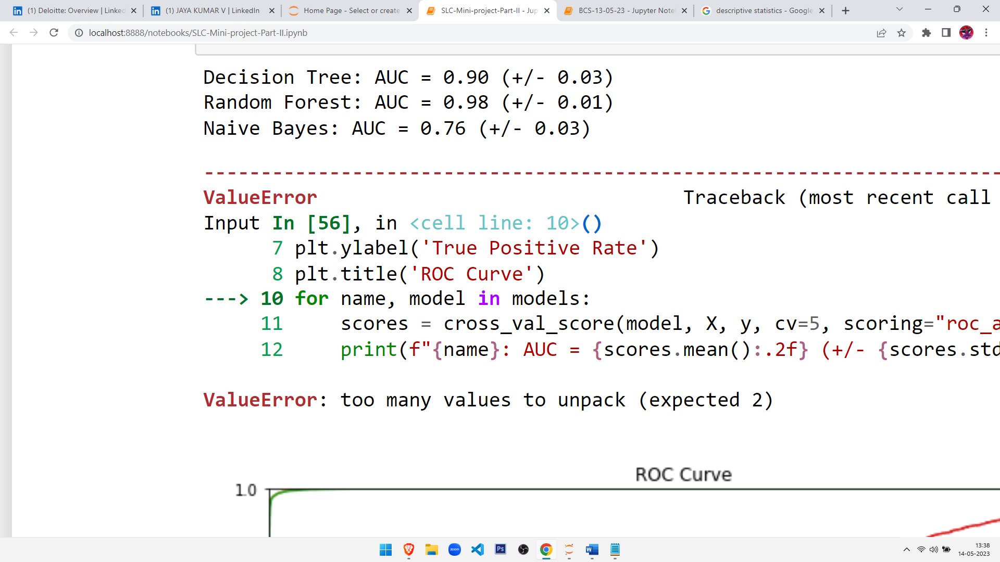 (1) Deloitte: Overview | Linked
(1) JAYA KUMAR V | LinkedIn
Home Page - Select or create
SLC-Mini-project-Part-II - Jup
BCS-13-05-23 - Jupyter Note
descriptive statistics - Google
localhost:8888/notebooks/SLC-Mini-project-Part-II.ipynb
Decision Tree: AUC = 0.90 (+/- 0.03)
Random Forest: AUC = 0.98 (+/- 0.01)
Naive Bayes: AUC = 0.76 (+/- 0.03)
---------------------------------------------------------------------------
ValueError Traceback (most recent call
Input In [56], in <cell line: 10>()
7 plt.ylabel('True Positive Rate')
8 plt.title('ROC Curve')
---> 10 for name, model in models:
11 scores = cross_val_score(model, X, y, cv=5, scoring="roc_a
12 print(f"{name}: AUC = {scores.mean():.2f} (+/- {scores.std
ValueError: too many values to unpack (expected 2)
ROC Curve
1.0
zoom
Ps
W
13:38
14-05-2023